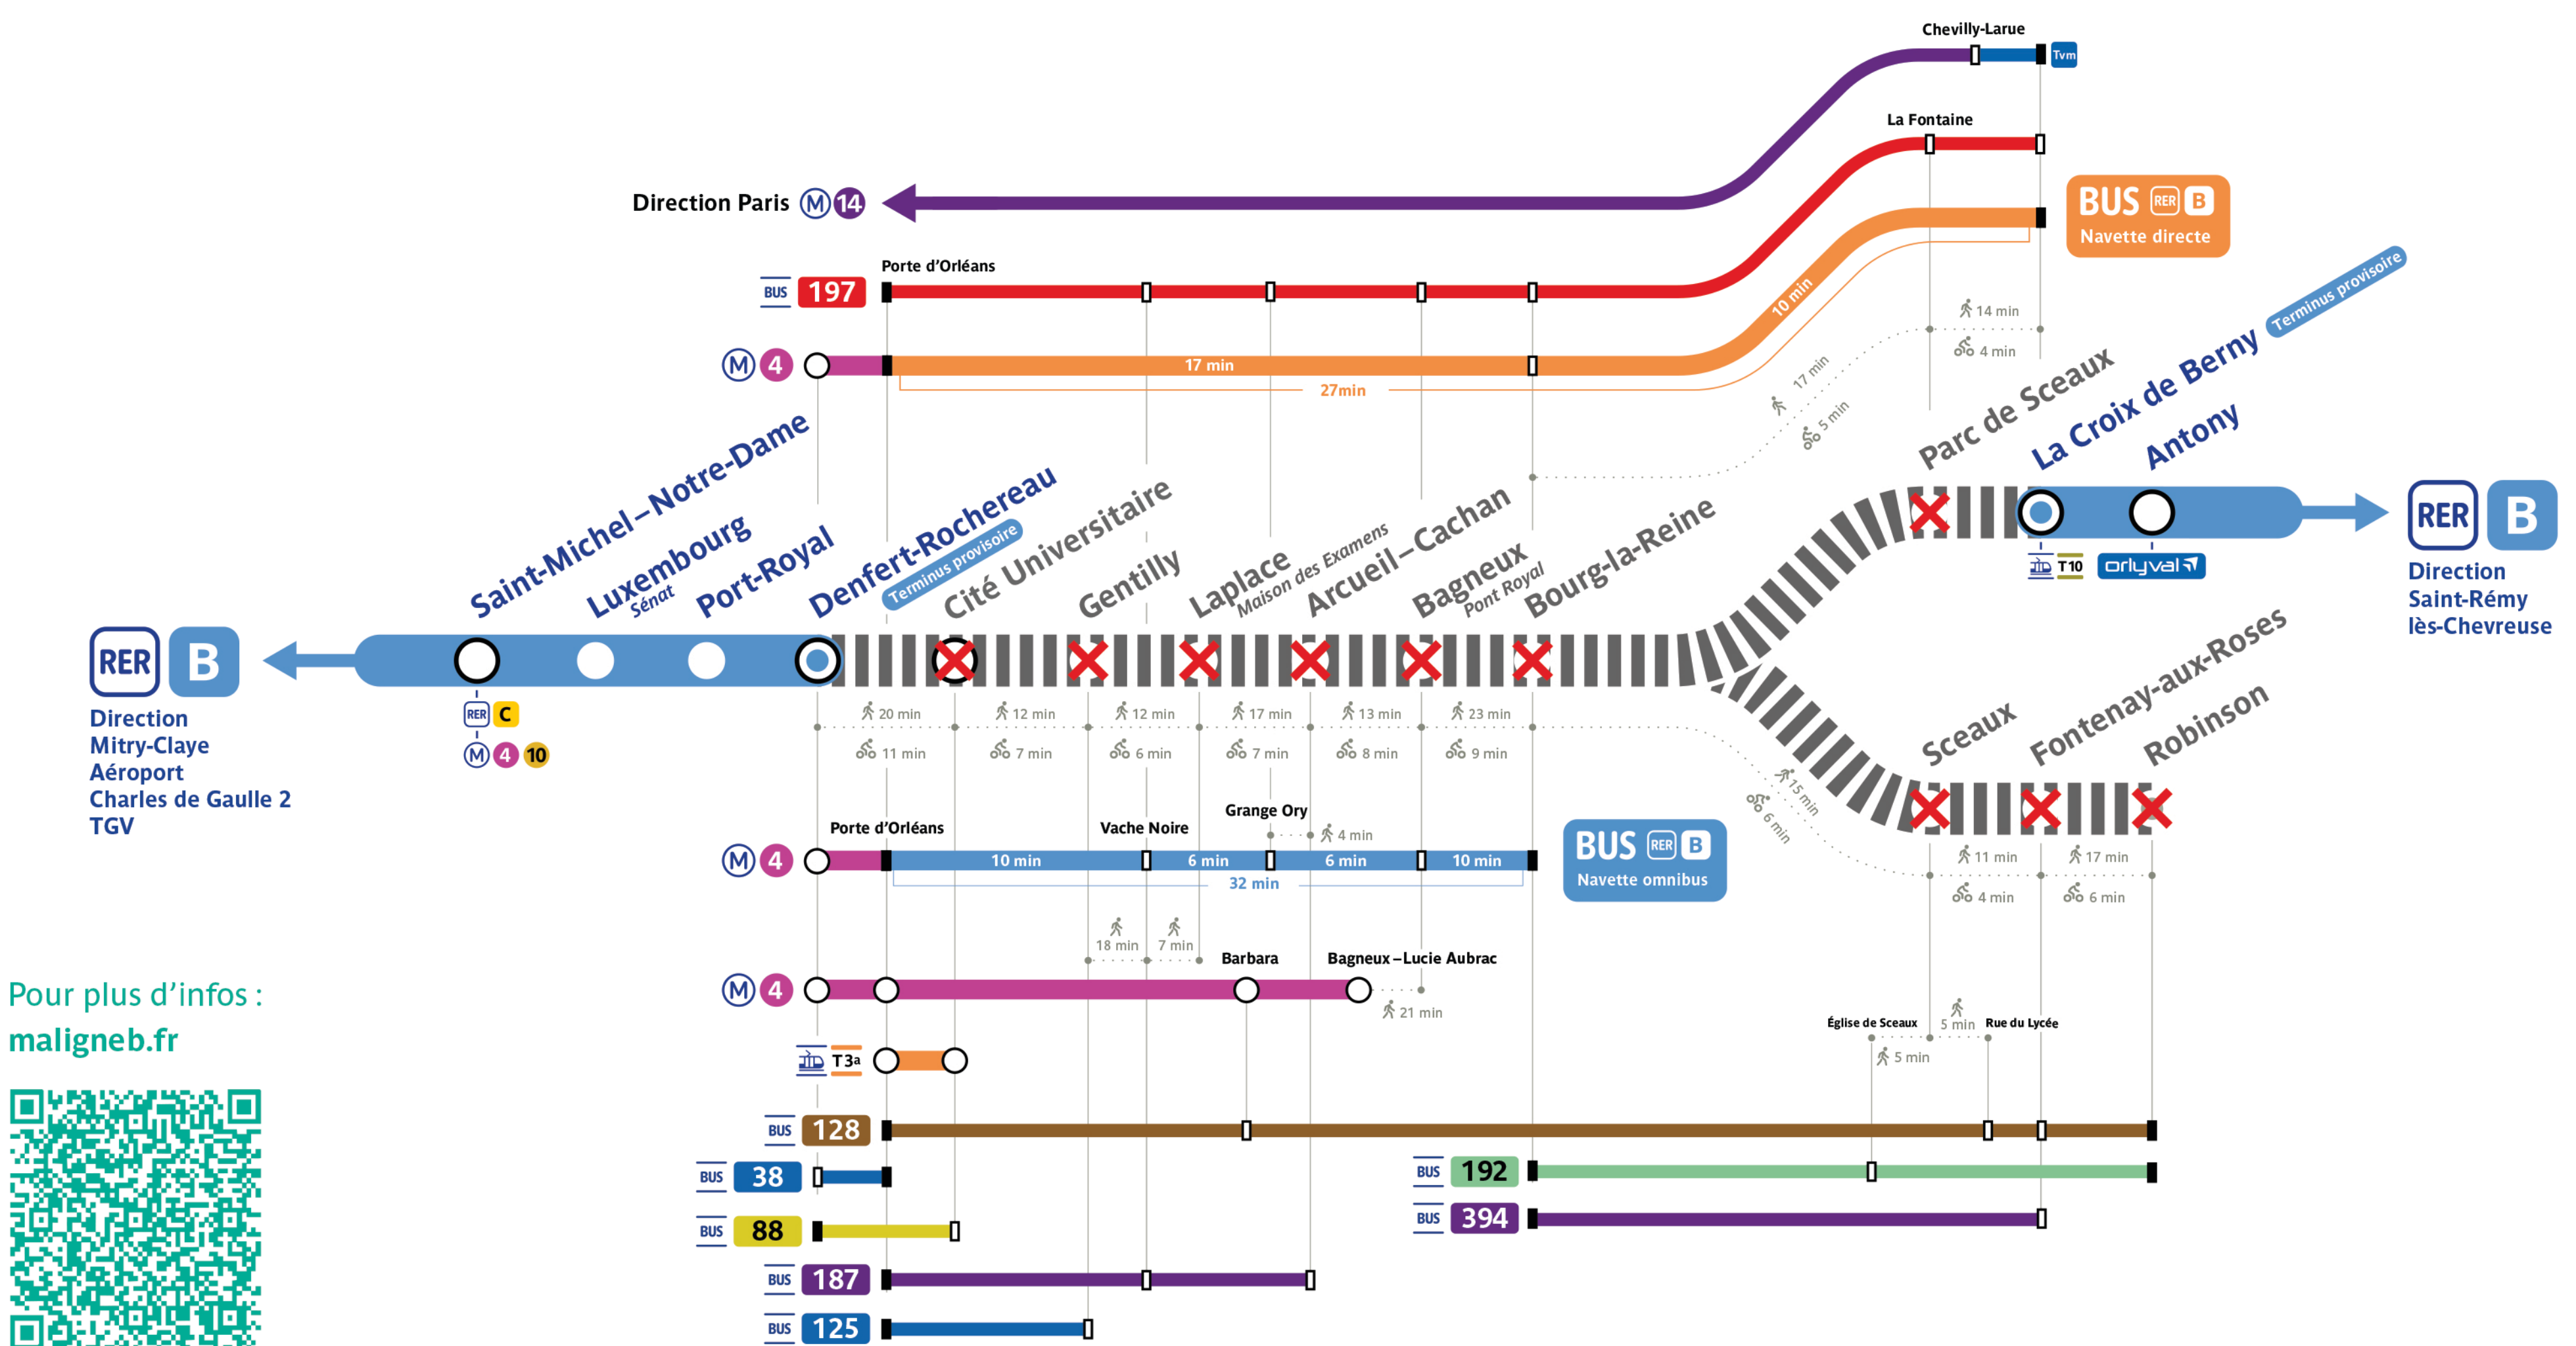 Chevilly-Larue
Tvm
La Fontaine
Direction Paris M 14
BUS RER B
Navette directe
Porte d'Orléans
BUS 197
10 min
14 min
4 min
Terminus provisoire
M 4
17 min
27min
17 min
5 min
Saint-Michel–Notre-Dame
Luxembourg
Sénat
Port-Royal
Denfert-Rochereau
Terminus provisoire
Cité Universitaire
Gentilly
Laplace
Maison des Examens
Arcueil–Cachan
Bagneux
Pont Royal
Bourg-la-Reine
Parc de Sceaux
La Croix de Berny
Antony
T10
orlyval
RER B
Direction
Saint-Rémy
lès-Chevreuse
RER B
Direction
Mitry-Claye
Aéroport
Charles de Gaulle 2
TGV
RER C
M 4 10
20 min
12 min
12 min
17 min
13 min
23 min
11 min
7 min
6 min
7 min
8 min
9 min
15 min
6 min
Sceaux
Fontenay-aux-Roses
Robinson
11 min
17 min
4 min
6 min
Porte d'Orléans
Vache Noire
Grange Ory
4 min
M 4
10 min
6 min
6 min
10 min
32 min
BUS RER B
Navette omnibus
18 min
7 min
Barbara
Bagneux–Lucie Aubrac
M 4
21 min
Église de Sceaux
5 min
Rue du Lycée
5 min
T3a
BUS 128
BUS 38
BUS 192
BUS 88
BUS 394
BUS 187
BUS 125
Pour plus d'infos :
maligneb.fr